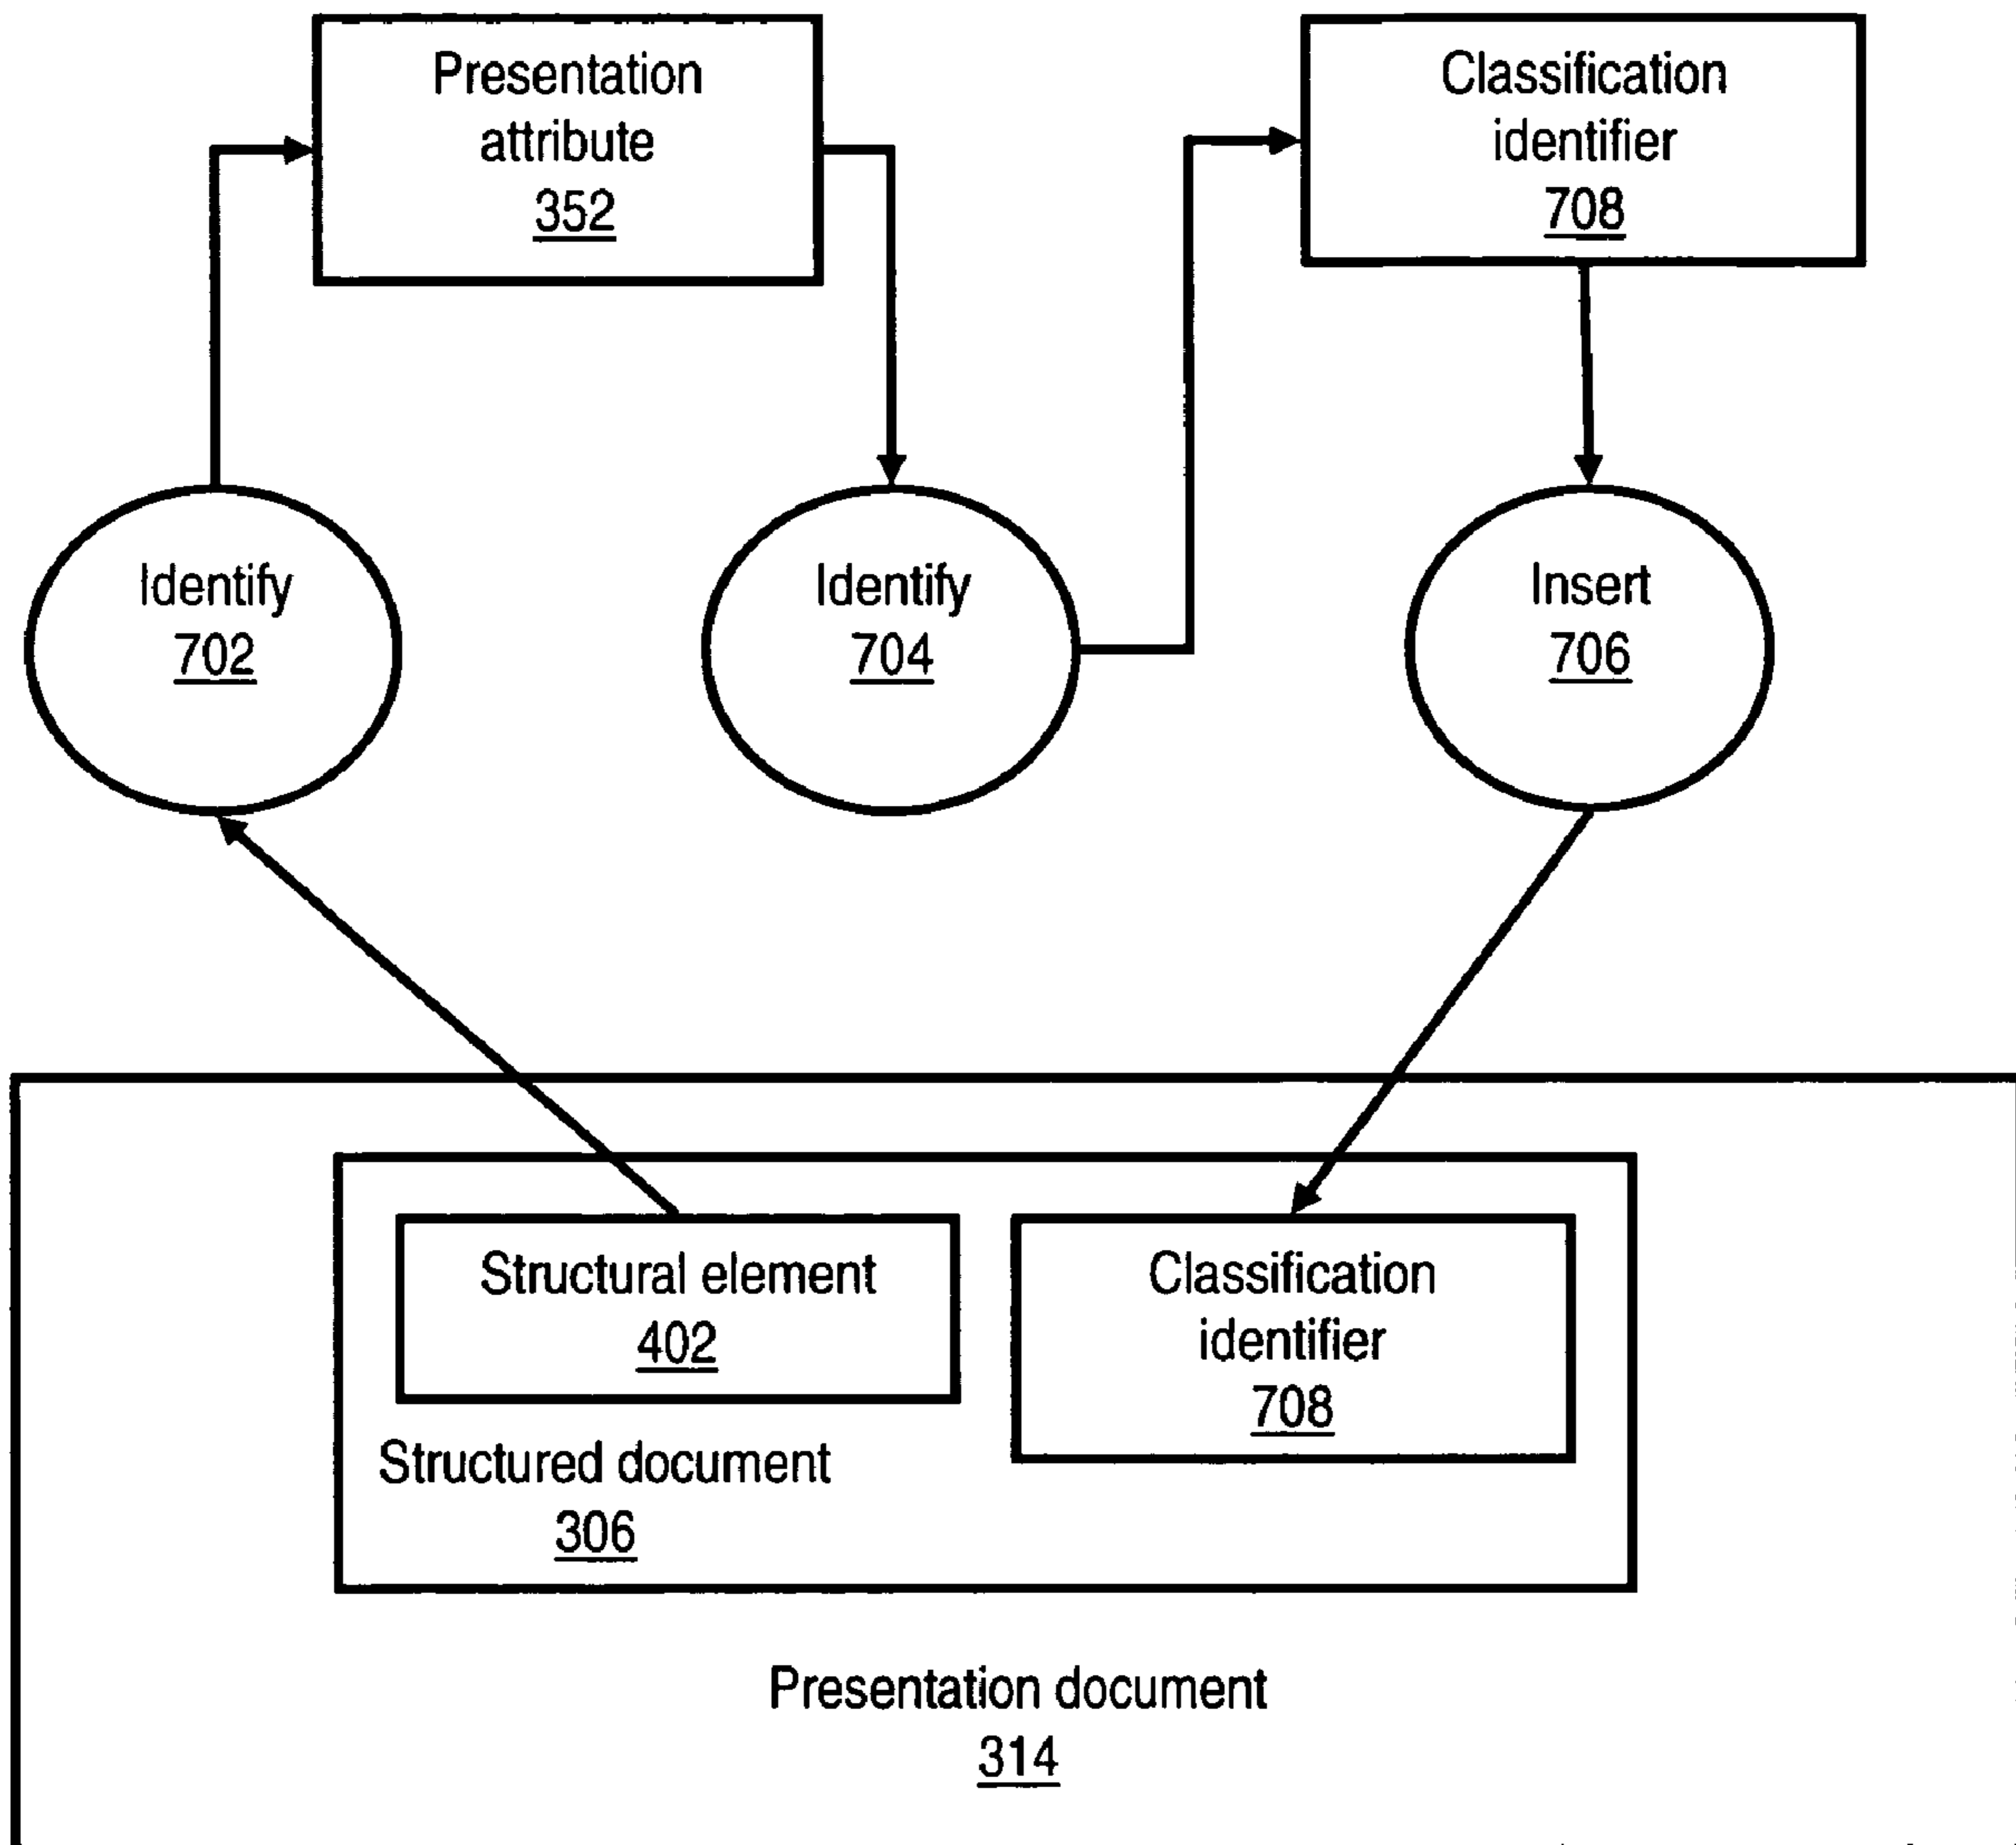 Presentation
attribute
352
Classification
identifier
708
Identify
702
Identify
704
Insert
706
Structural element
402
Classification
identifier
708
Structured document
306
Presentation document
314